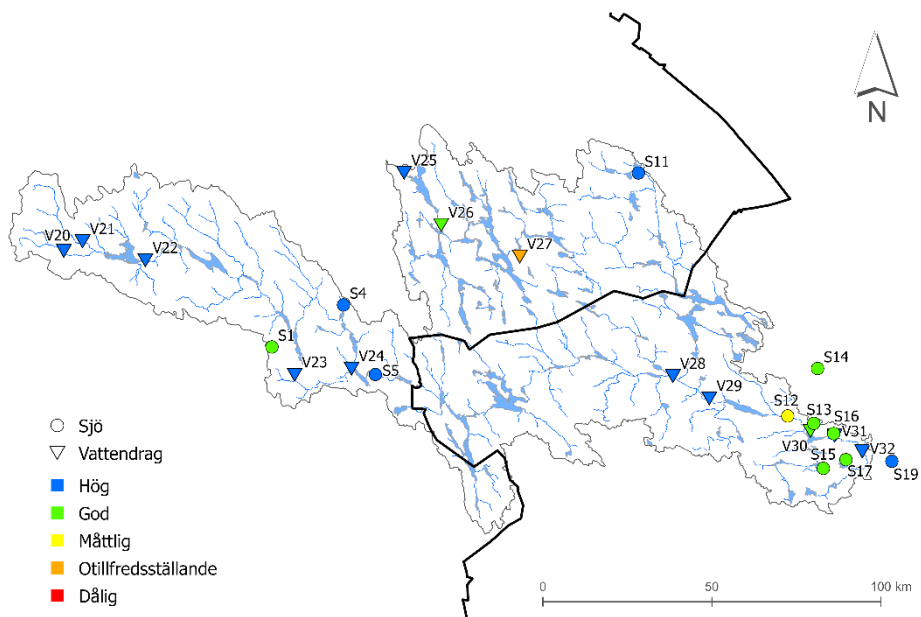 N
V25
S11
V26
V20
V21
V22
V27
S4
S1
V23
V24
S5
V28
S14
V29
S12
S13
S16
V31
V30
S15
S17
V32
S19
Sjö
Vattendrag
Hög
God
Måttlig
Otillfredsställande
Dålig
0
50
100 km